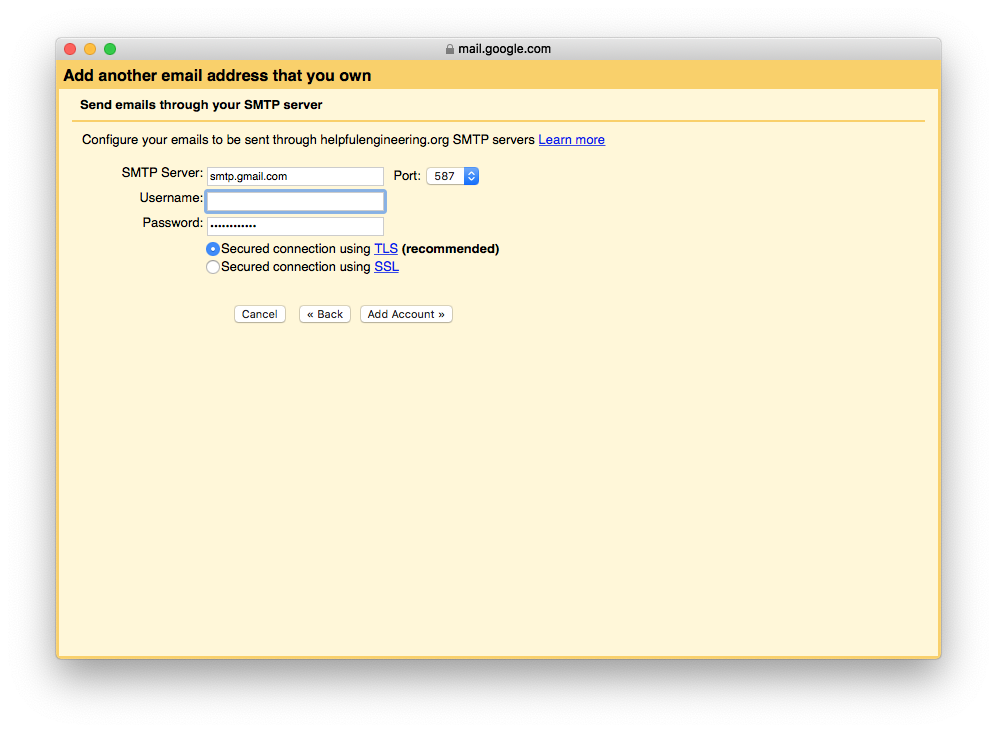 mail.google.com
Add another email address that you own
Send emails through your SMTP server
Configure your emails to be sent through helpfulengineering.org SMTP servers Learn more
SMTP Server: smtp.gmail.com Port: 587
Username:
Password: ••••••••••••
Secured connection using TLS (recommended)
Secured connection using SSL
Cancel « Back Add Account »